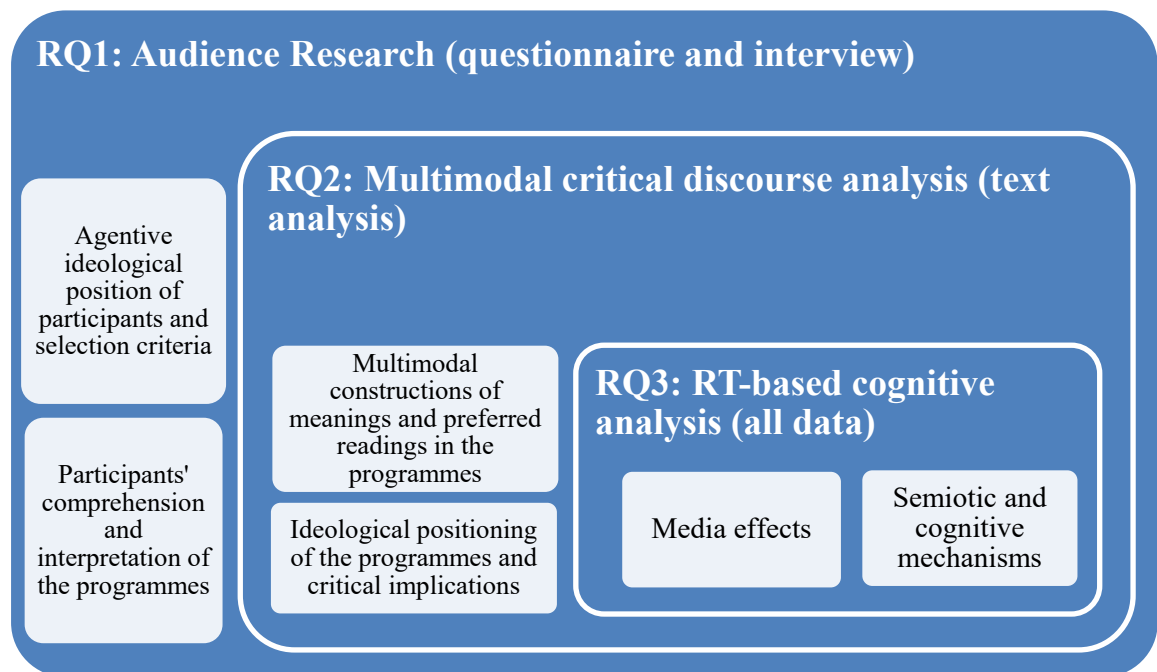 RQ1: Audience Research (questionnaire and interview)
Agentive
ideological
position of
participants and
selection criteria
Participants'
comprehension
and
interpretation of
the programmes
RQ2: Multimodal critical discourse analysis (text
analysis)
Multimodal
constructions of
meanings and preferred
readings in the
programmes
Ideological positioning
of the programmes and
critical implications
RQ3: RT-based cognitive
analysis (all data)
Media effects
Semiotic and
cognitive
mechanisms